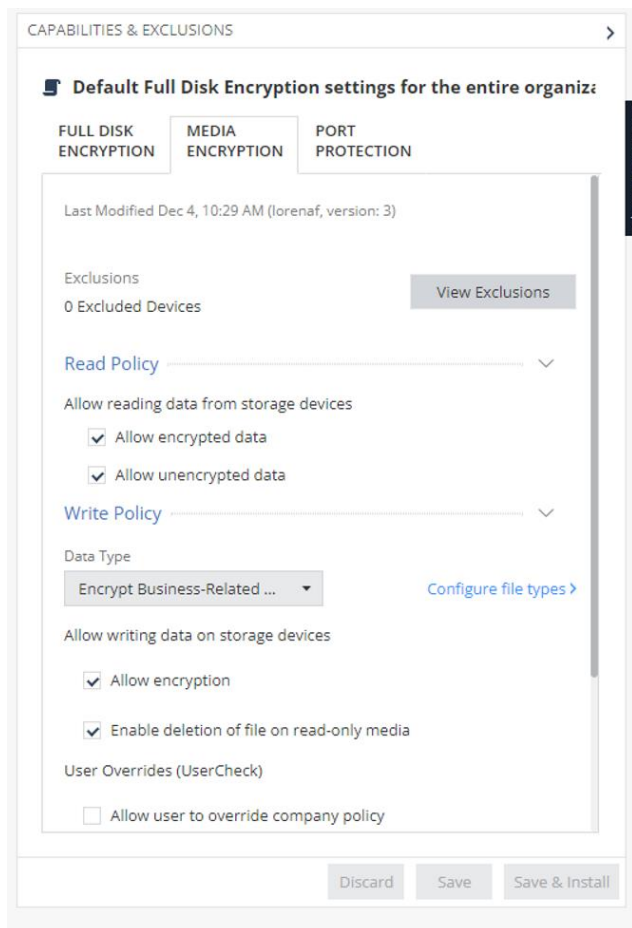 CAPABILITIES & EXCLUSIONS
Default Full Disk Encryption settings for the entire organiza
FULL DISK ENCRYPTION
MEDIA ENCRYPTION
PORT PROTECTION
Last Modified Dec 4, 10:29 AM (lorenaf, version: 3)
Exclusions
0 Excluded Devices
View Exclusions
Read Policy
Allow reading data from storage devices
Allow encrypted data
Allow unencrypted data
Write Policy
Data Type
Encrypt Business-Related ...
Configure file types
Allow writing data on storage devices
Allow encryption
Enable deletion of file on read-only media
User Overrides (UserCheck)
Allow user to override company policy
Discard
Save
Save & Install